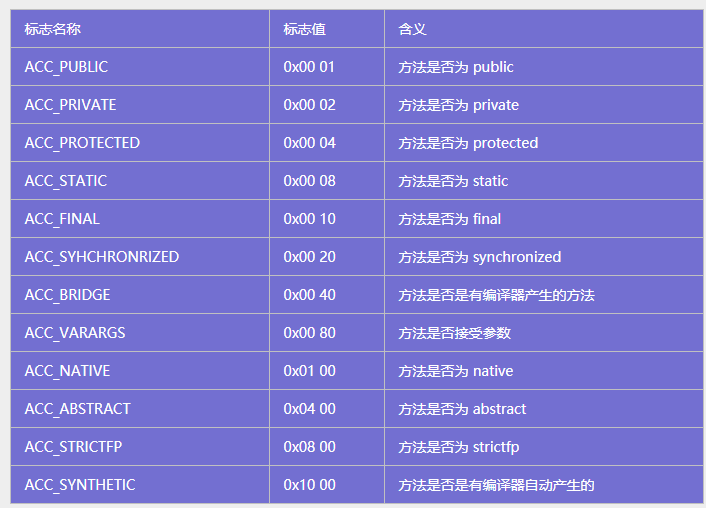 标志名称 标志值 含义
ACC_PUBLIC 0x00 01 方法是否为 public
ACC_PRIVATE 0x00 02 方法是否为 private
ACC_PROTECTED 0x00 04 方法是否为 protected
ACC_STATIC 0x00 08 方法是否为 static
ACC_FINAL 0x00 10 方法是否为 final
ACC_SYHCHRONRIZED 0x00 20 方法是否为 synchronized
ACC_BRIDGE 0x00 40 方法是否是有编译器产生的方法
ACC_VARARGS 0x00 80 方法是否接受参数
ACC_NATIVE 0x01 00 方法是否为 native
ACC_ABSTRACT 0x04 00 方法是否为 abstract
ACC_STRICTFP 0x08 00 方法是否为 strictfp
ACC_SYNTHETIC 0x10 00 方法是否是有编译器自动产生的